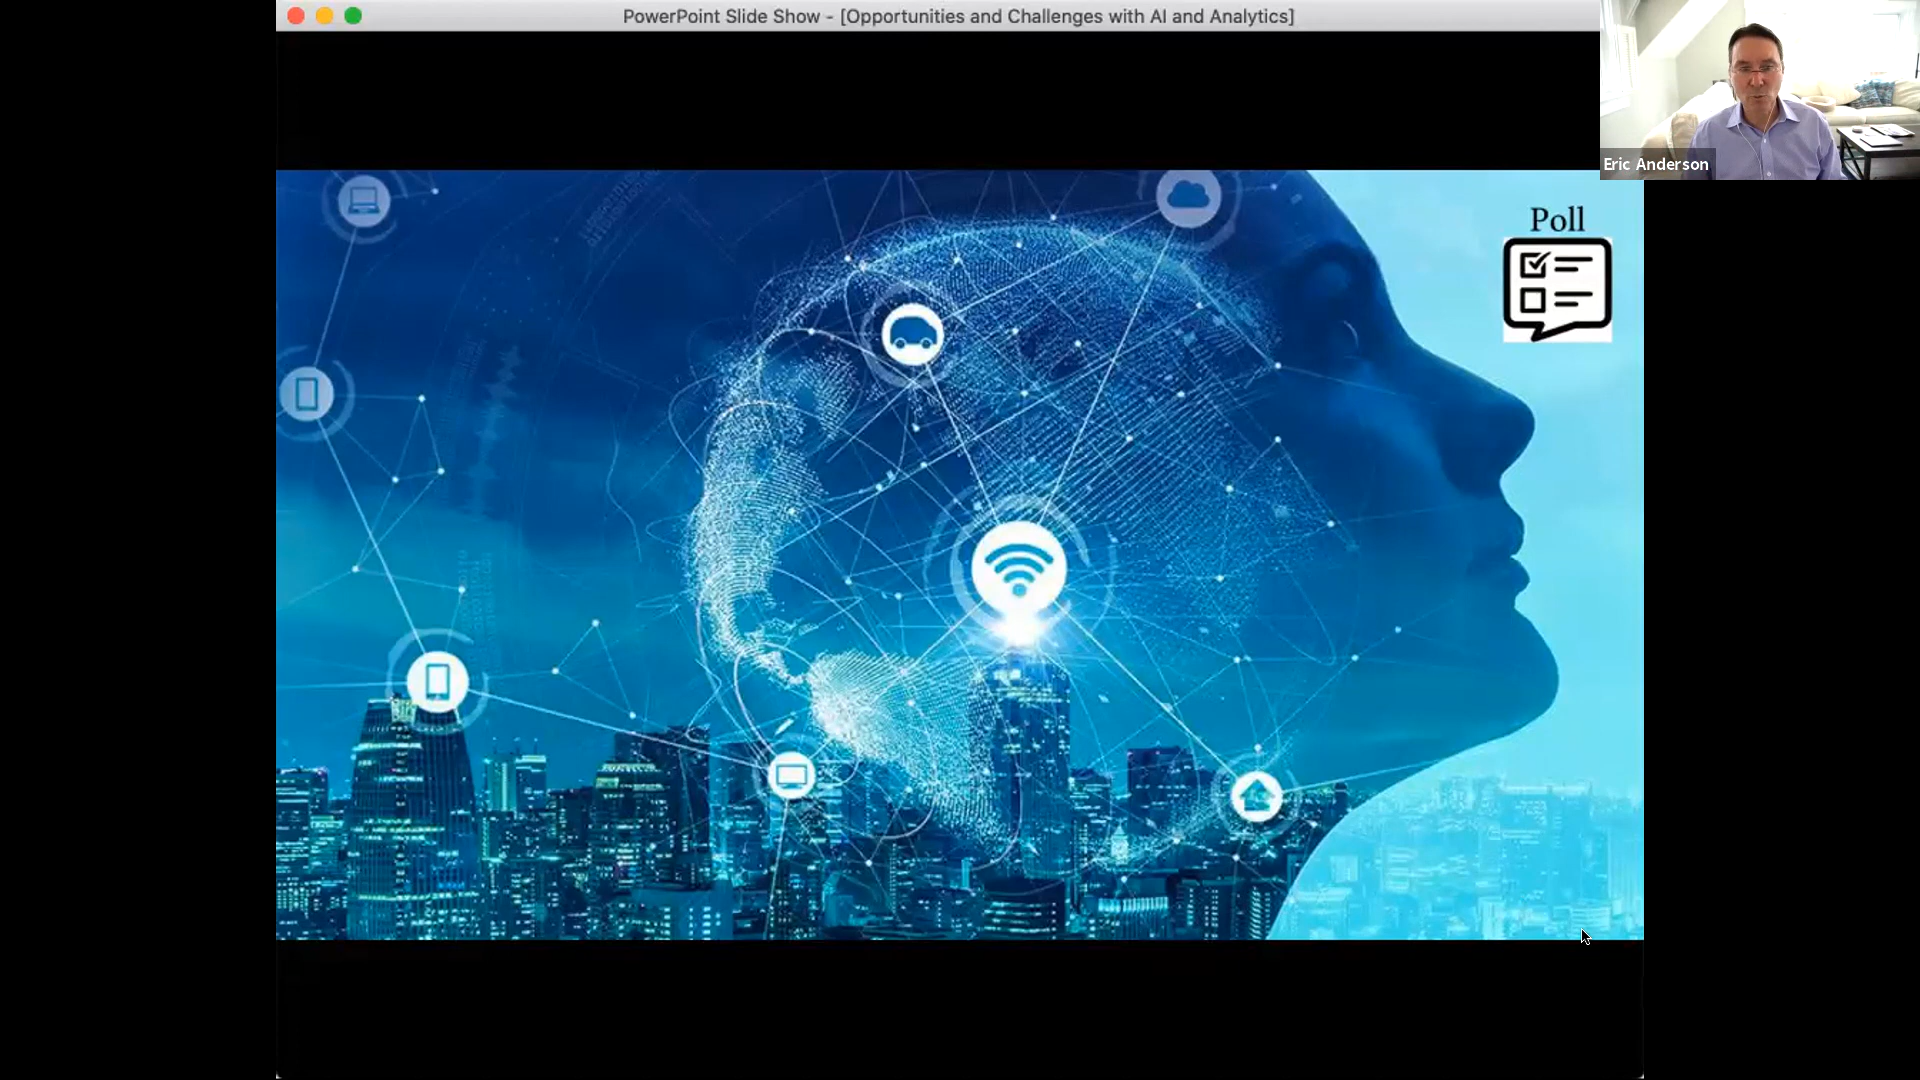 PowerPoint Slide Show - [Opportunities and Challenges with AI and Analytics]
Eric Anderson
Poll